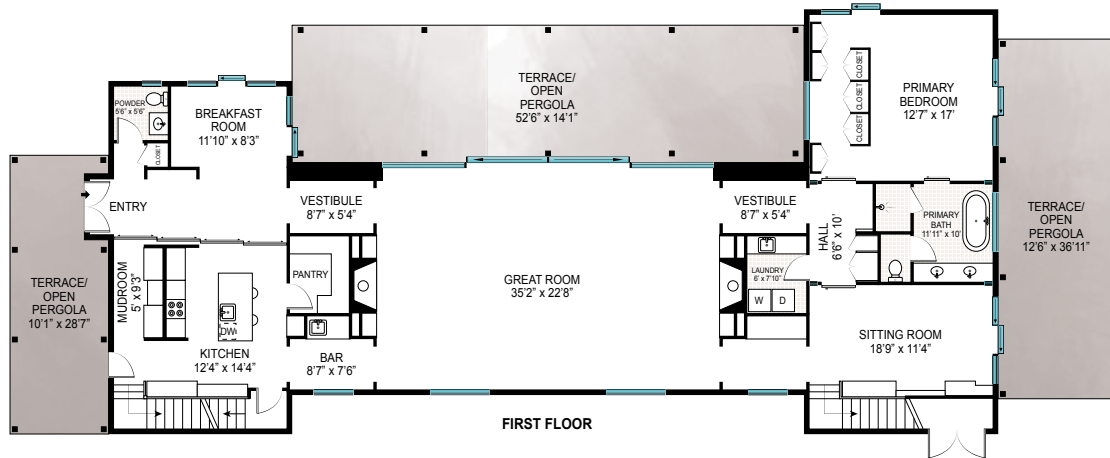 POWDER
5'6" x 5'6"
BREAKFAST
ROOM
11'10" x 8'3"
CLOSET
TERRACE/
OPEN
PERGOLA
52'6" x 14'1"
CLOSET
CLOSET
CLOSET
PRIMARY
BEDROOM
12'7" x 17'
ENTRY
VESTIBULE
8'7" x 5'4"
VESTIBULE
8'7" x 5'4"
HALL
6'6" x 10'
PRIMARY
BATH
11'11" x 10'
TERRACE/
OPEN
PERGOLA
12'6" x 36'11"
TERRACE/
OPEN
PERGOLA
10'1" x 28'7"
MUDROOM
5' x 9'3"
PANTRY
GREAT ROOM
35'2" x 22'8"
LAUNDRY
6' x 7'10"
W
D
DW
KITCHEN
12'4" x 14'4"
BAR
8'7" x 7'6"
SITTING ROOM
18'9" x 11'4"
FIRST FLOOR